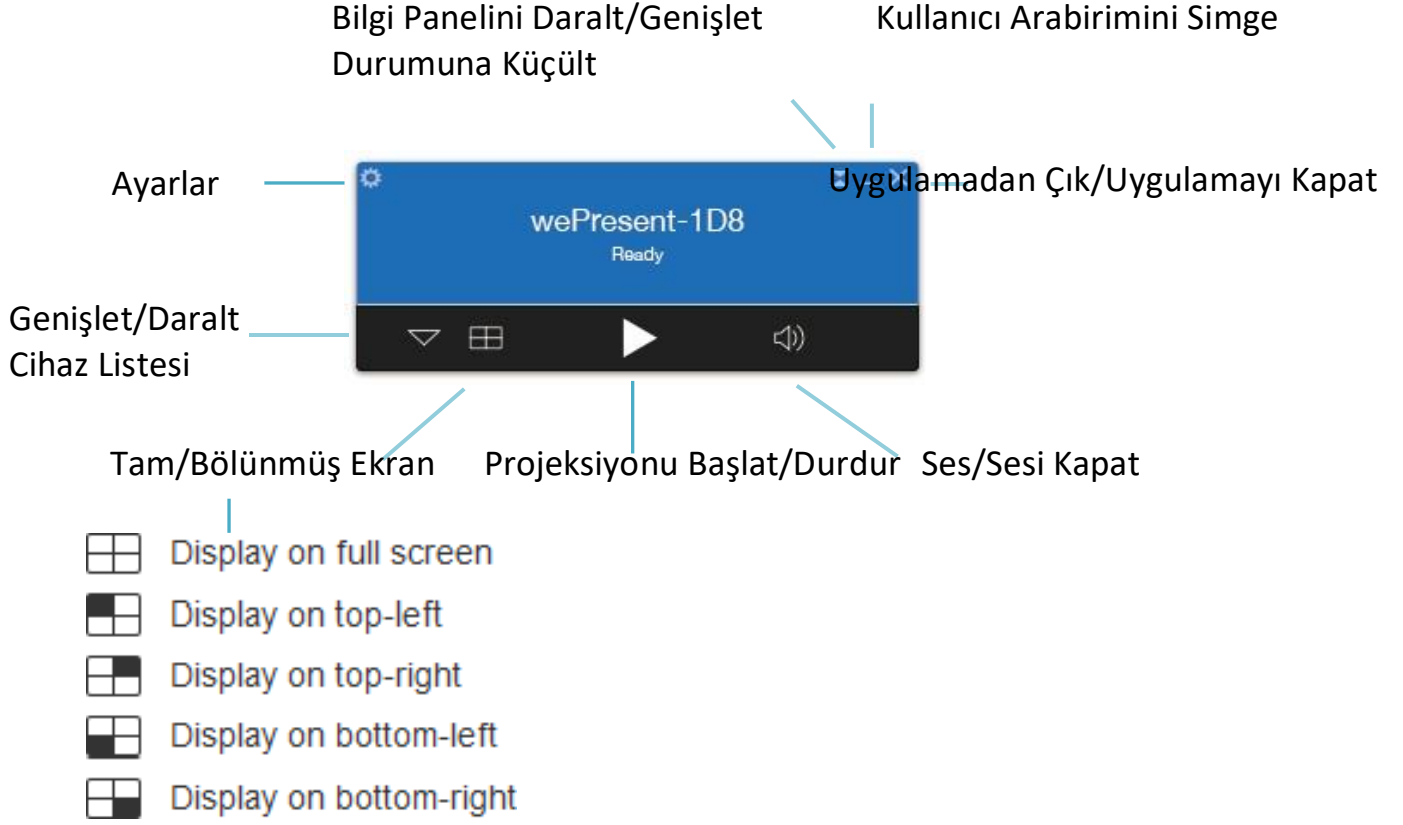 Bilgi Panelini Daralt/Genişlet Kullanıcı Arabirimini Simge
Durumuna Küçült
Ayarlar
Uygulamadan Çık/Uygulamayı Kapat
wePresent-1D8
Ready
Genişlet/Daralt
Cihaz Listesi
Tam/Bölünmüş Ekran
Projeksiyonu Başlat/Durdur
Ses/Sesi Kapat
Display on full screen
Display on top-left
Display on top-right
Display on bottom-left
Display on bottom-right